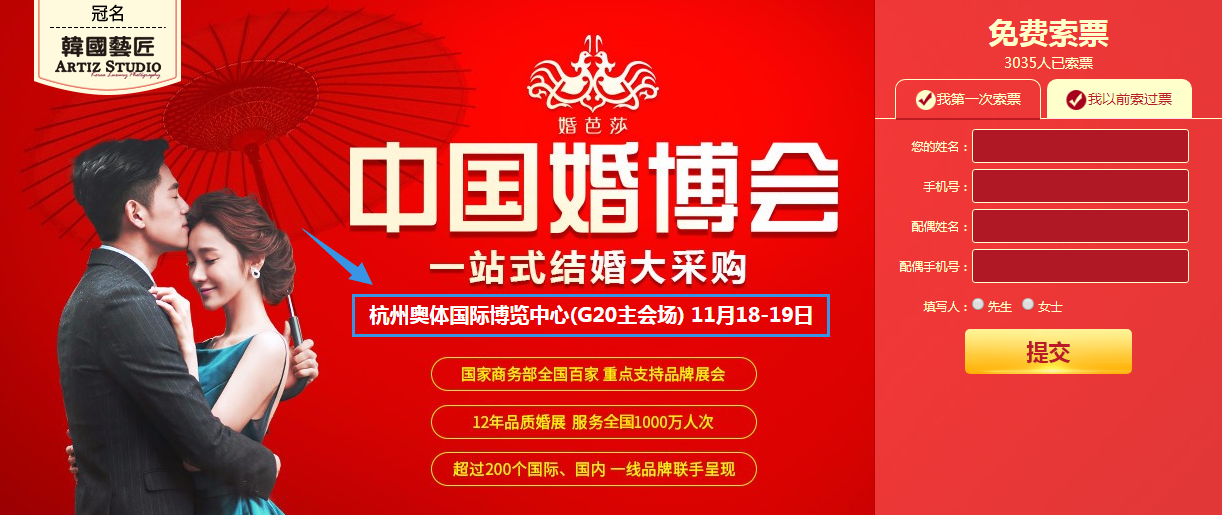 冠名
韓國藝匠
ARTIZ STUDIO
Korea Luxury Photography
婚芭莎
中国婚博会
一站式结婚大采购
杭州奥体国际博览中心(G20主会场) 11月18-19日
国家商务部全国百家 重点支持品牌展会
12年品质婚展 服务全国1000万人次
超过200个国际、国内 一线品牌联手呈现
免费索票
3035人已索票
我第一次索票
我以前索过票
您的姓名：
手机号：
配偶姓名：
配偶手机号：
填写人： 先生 女士
提交